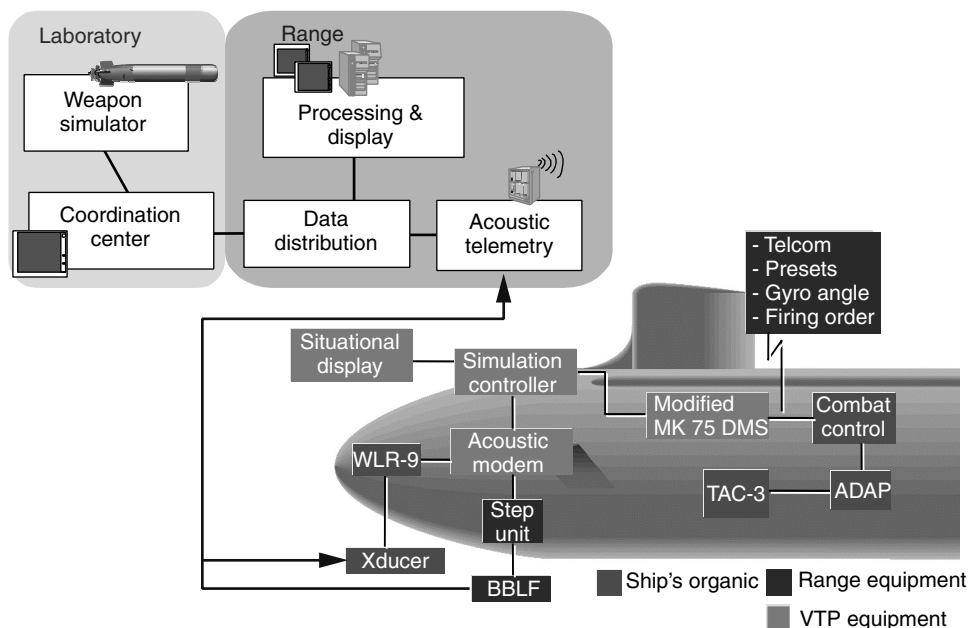 Laboratory
Range
Weapon
simulator
Processing &
display
Coordination
center
Data
distribution
Acoustic
telemetry
- Telcom
- Presets
- Gyro angle
- Firing order
Situational
display
Simulation
controller
Modified
MK 75 DMS
Combat
control
Acoustic
modem
WLR-9
TAC-3
ADAP
Step
unit
Xducer
BBLF
Ship's organic
Range equipment
VTP equipment